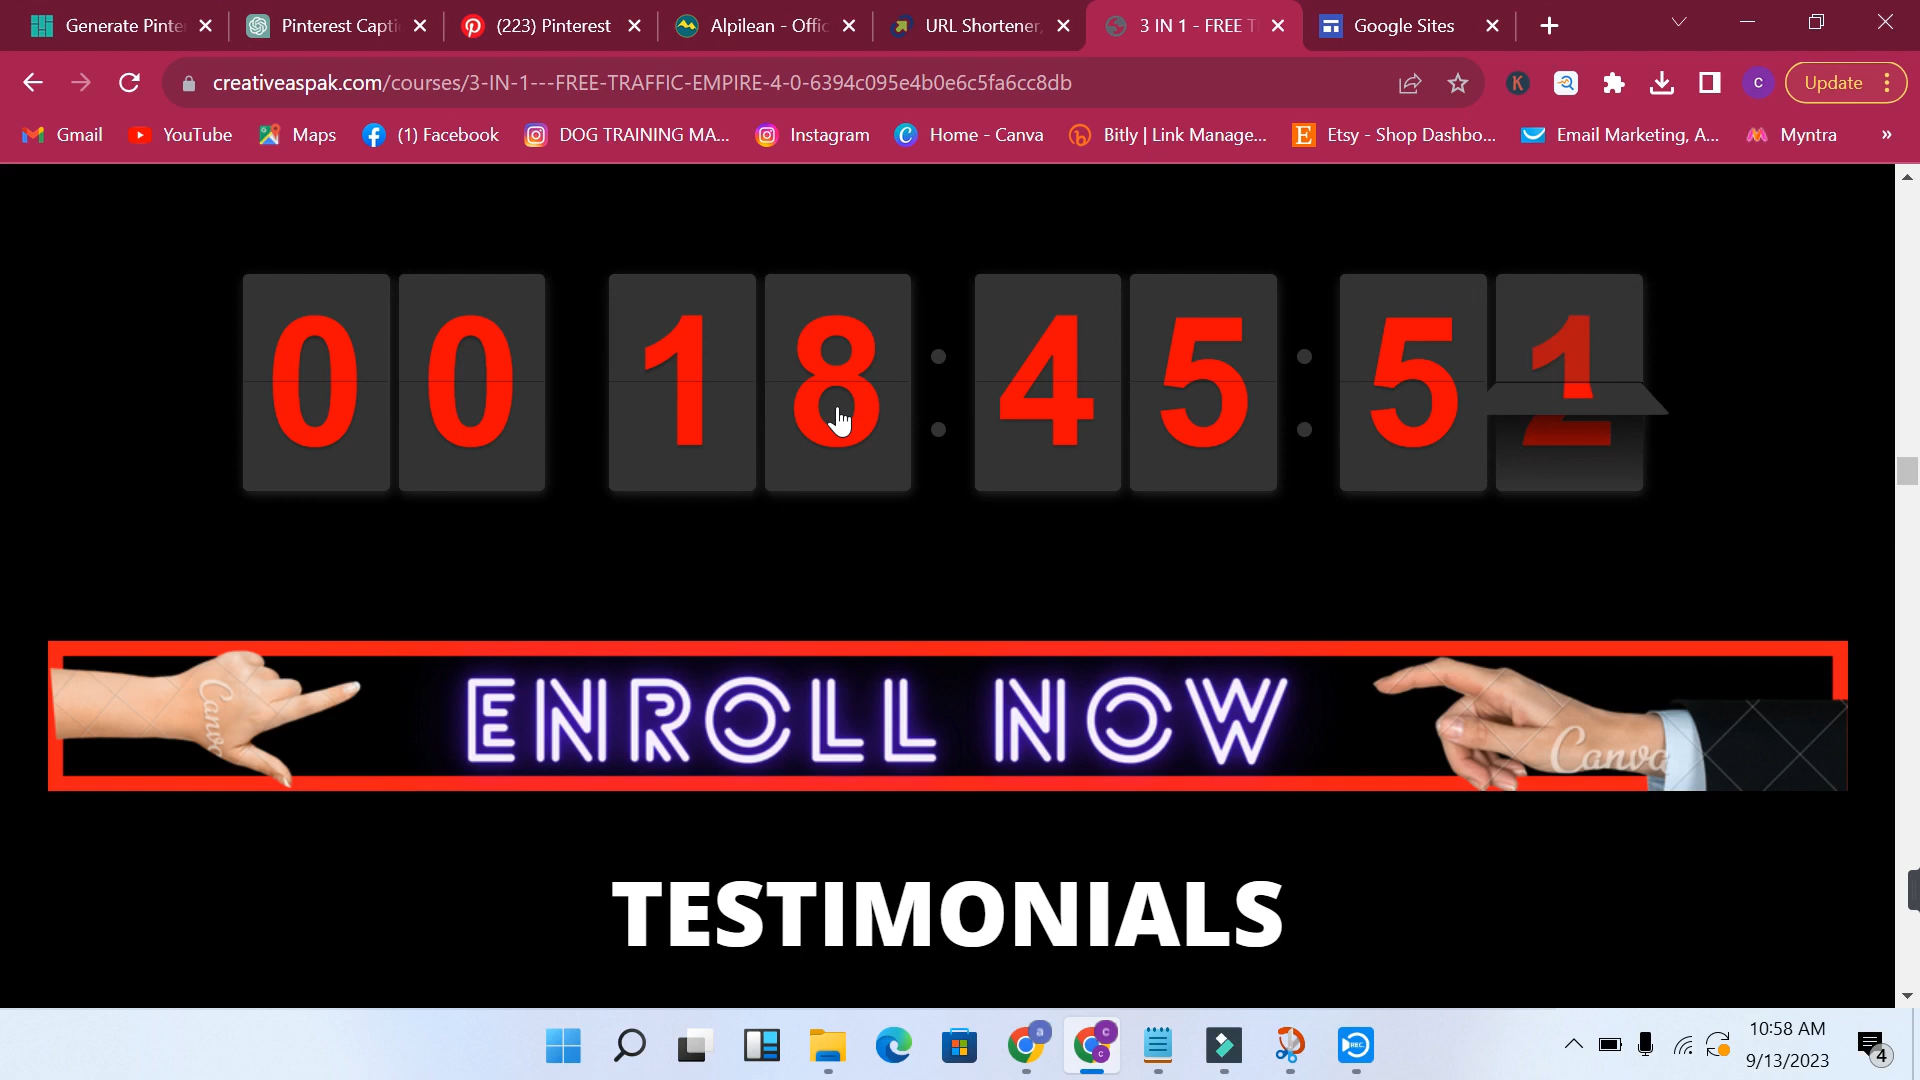 Generate Pinte
Pinterest Capti
(223) Pinterest
Alpilean - Offic
URL Shortener,
3 IN 1 - FREE T
Google Sites
creativeaspak.com/courses/3-IN-1---FREE-TRAFFIC-EMPIRE-4-0-6394c095e4b0e6c5fa6cc8db
K
c
Update
Gmail
YouTube
Maps
(1) Facebook
DOG TRAINING MA...
Instagram
Home - Canva
Bitly | Link Manage...
Etsy - Shop Dashbo...
Email Marketing, A...
Myntra
»
00 18 : 45 : 51
ENROLL NOW
Canva
Canva
TESTIMONIALS
10:58 AM
9/13/2023
4